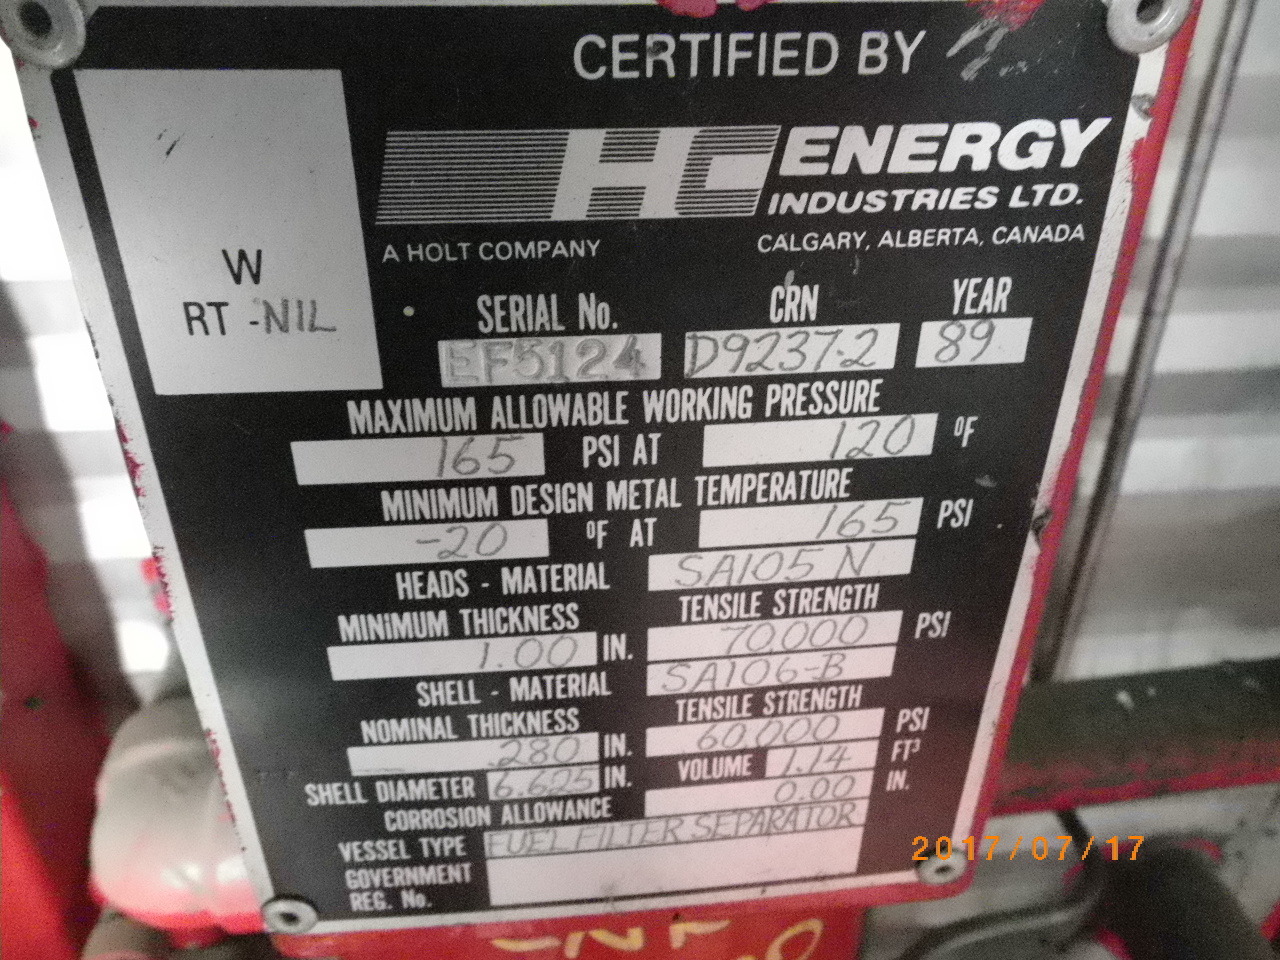 CERTIFIED BY
HC ENERGY
INDUSTRIES LTD.
A HOLT COMPANY CALGARY, ALBERTA, CANADA
W
RT -NIL
SERIAL No. CRN YEAR
EF5124 D9237.2 89
MAXIMUM ALLOWABLE WORKING PRESSURE
165 PSI AT 120 °F
MINIMUM DESIGN METAL TEMPERATURE
-20 °F AT 165 PSI
HEADS - MATERIAL SA105 N
MINIMUM THICKNESS TENSILE STRENGTH
1.00 IN. 70,000 PSI
SHELL - MATERIAL SA106-B
NOMINAL THICKNESS TENSILE STRENGTH
.280 IN. 60,000 PSI
SHELL DIAMETER 6.625 IN. VOLUME 1.14 FT³
CORROSION ALLOWANCE 0.00 IN.
VESSEL TYPE FUEL FILTER SEPARATOR
GOVERNMENT
REG. No.
2017/07/17